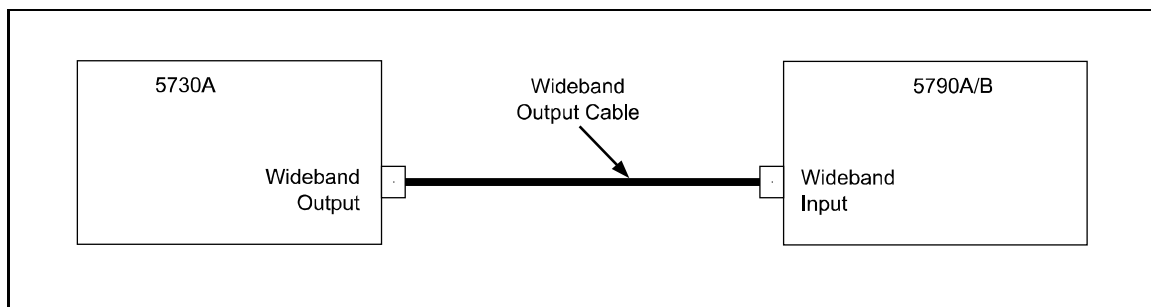 5730A
Wideband
Output
Wideband
Output Cable
5790A/B
Wideband
Input